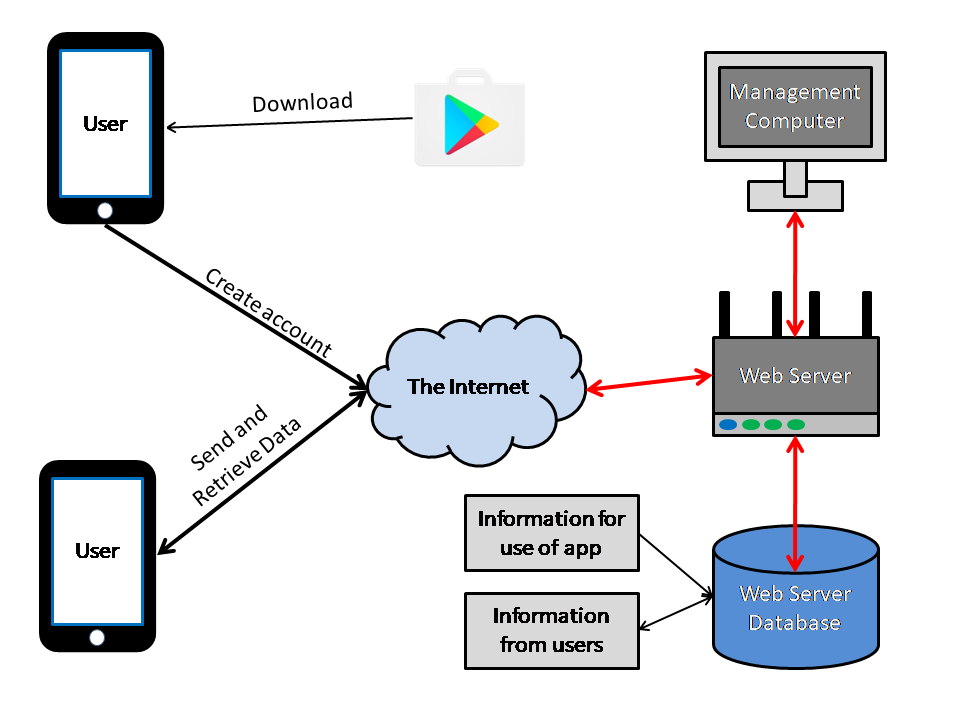 User
Download
Management
Computer
Create account
The Internet
Web Server
Send and
Retrieve Data
User
Information for
use of app
Information
from users
Web Server
Database